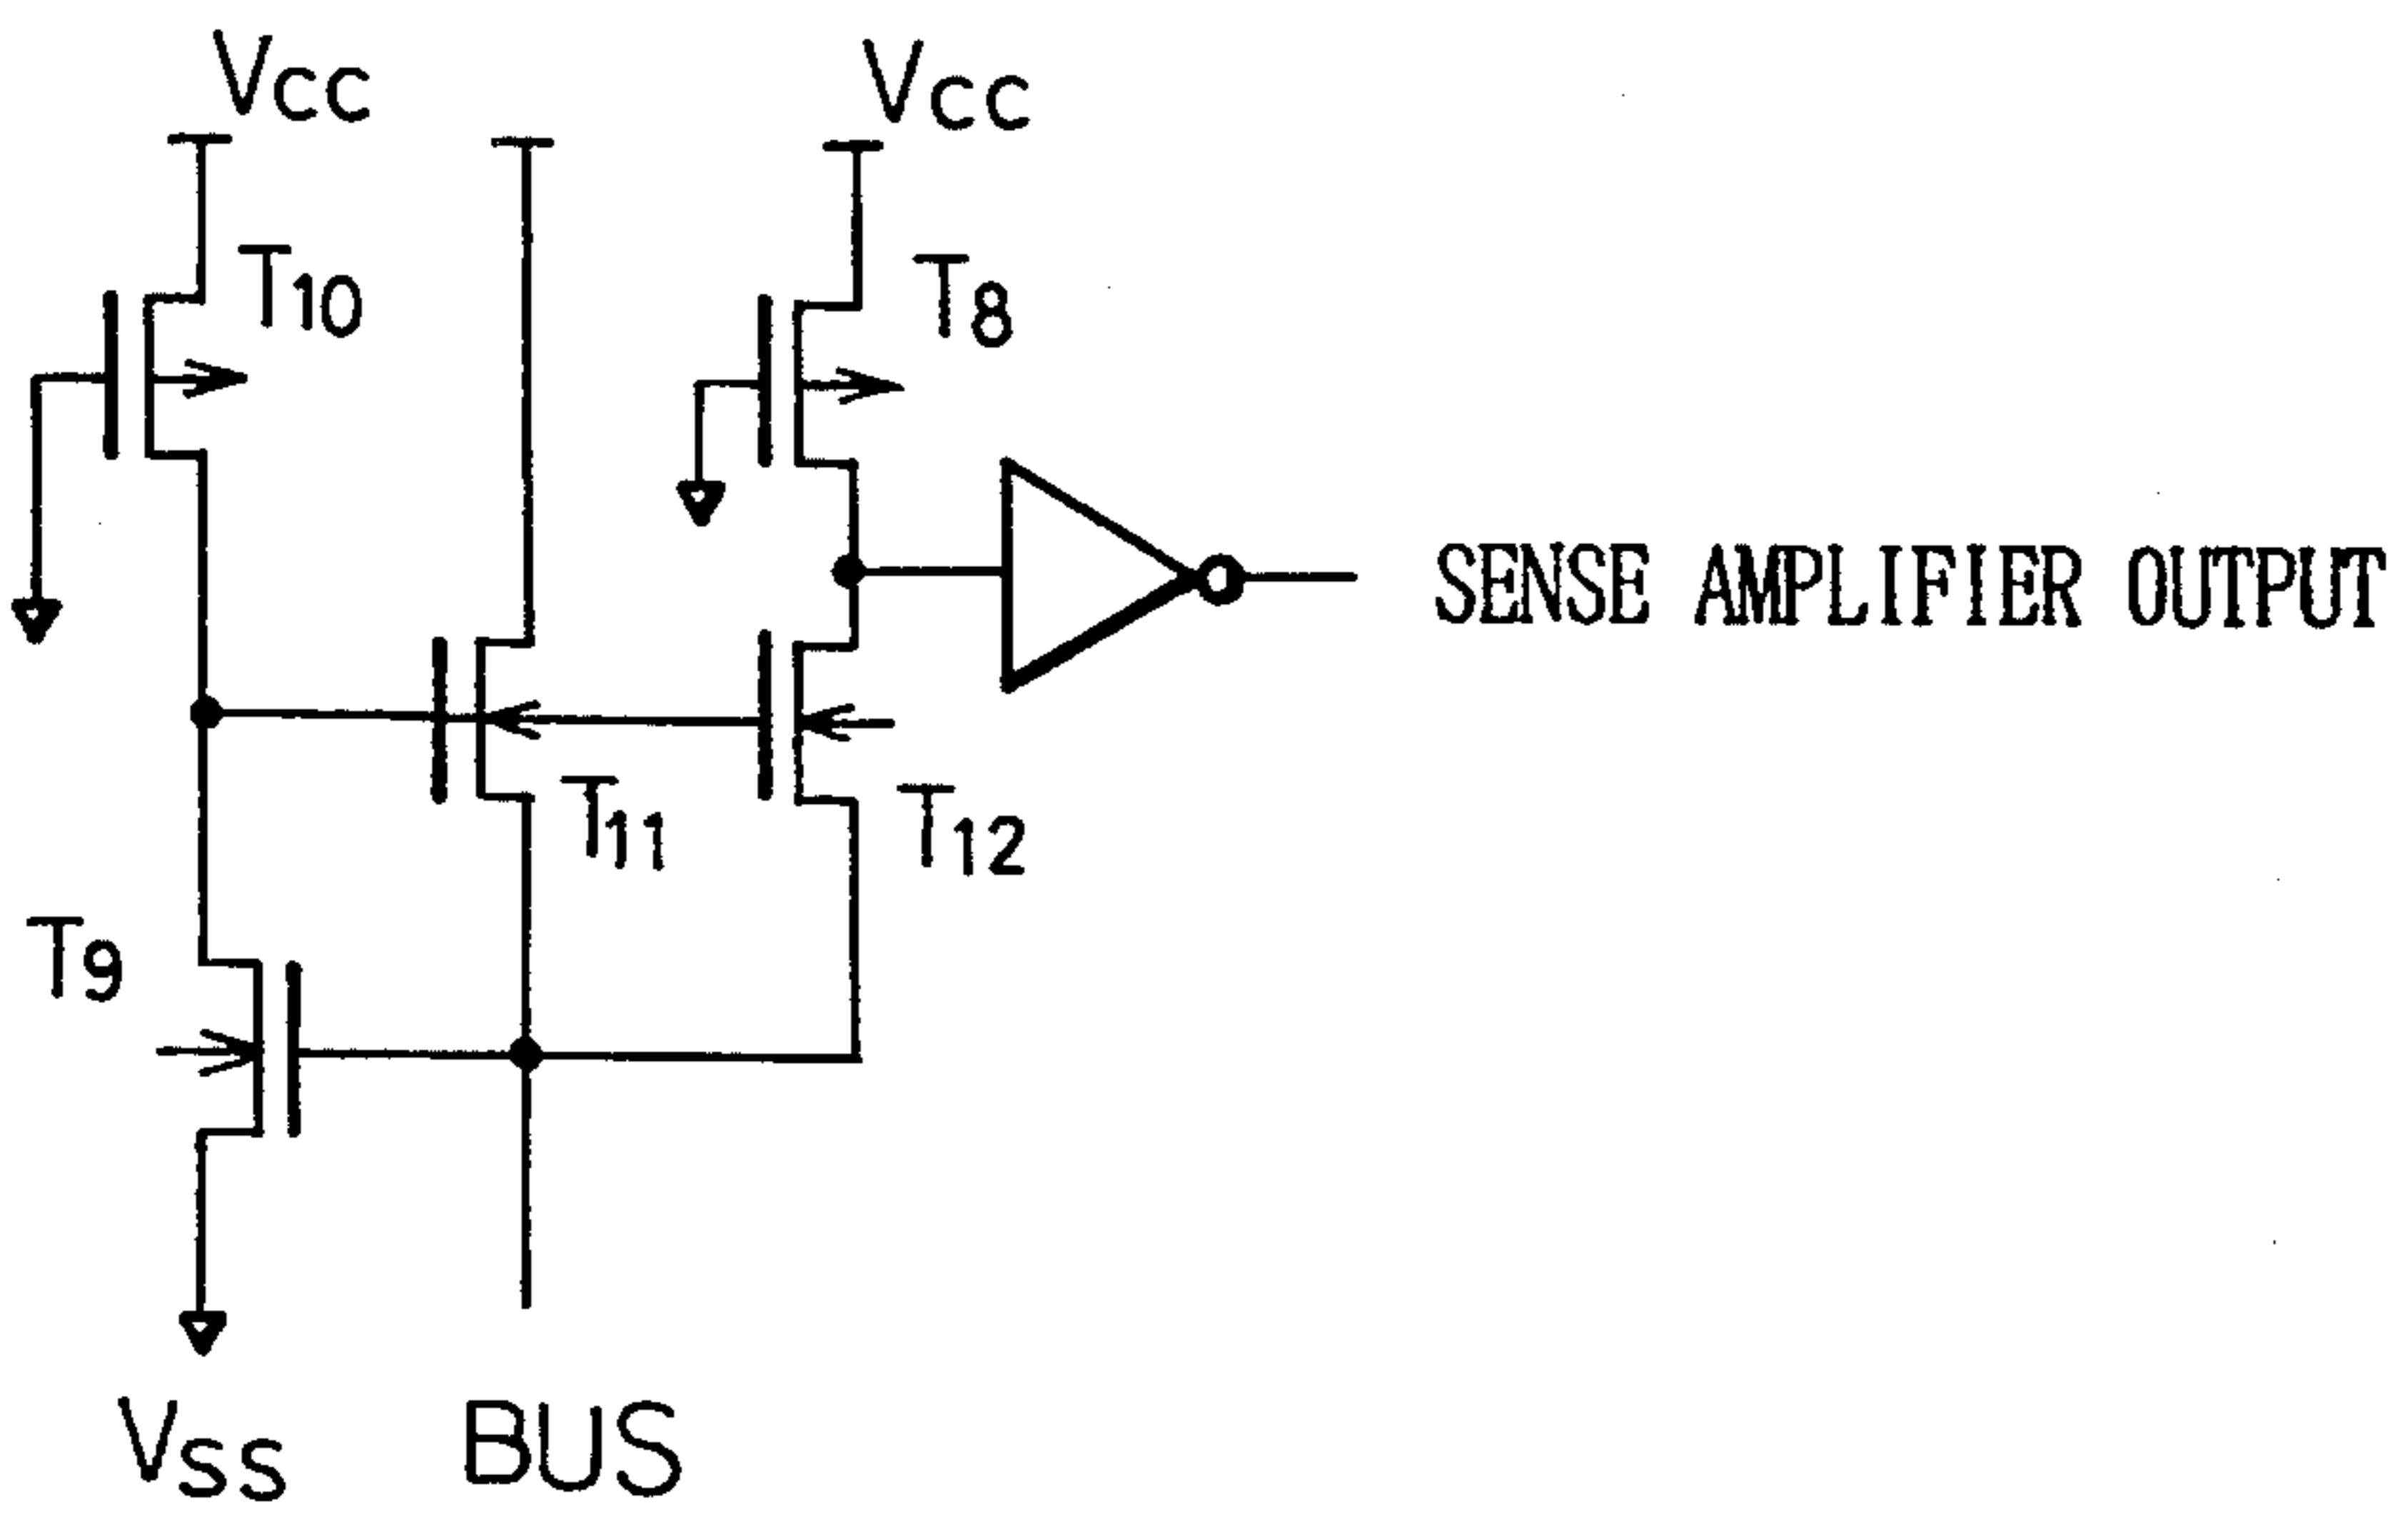 Vcc
Vcc
T10
T8
SENSE AMPLIFIER OUTPUT
T11
T12
T9
Vss
BUS